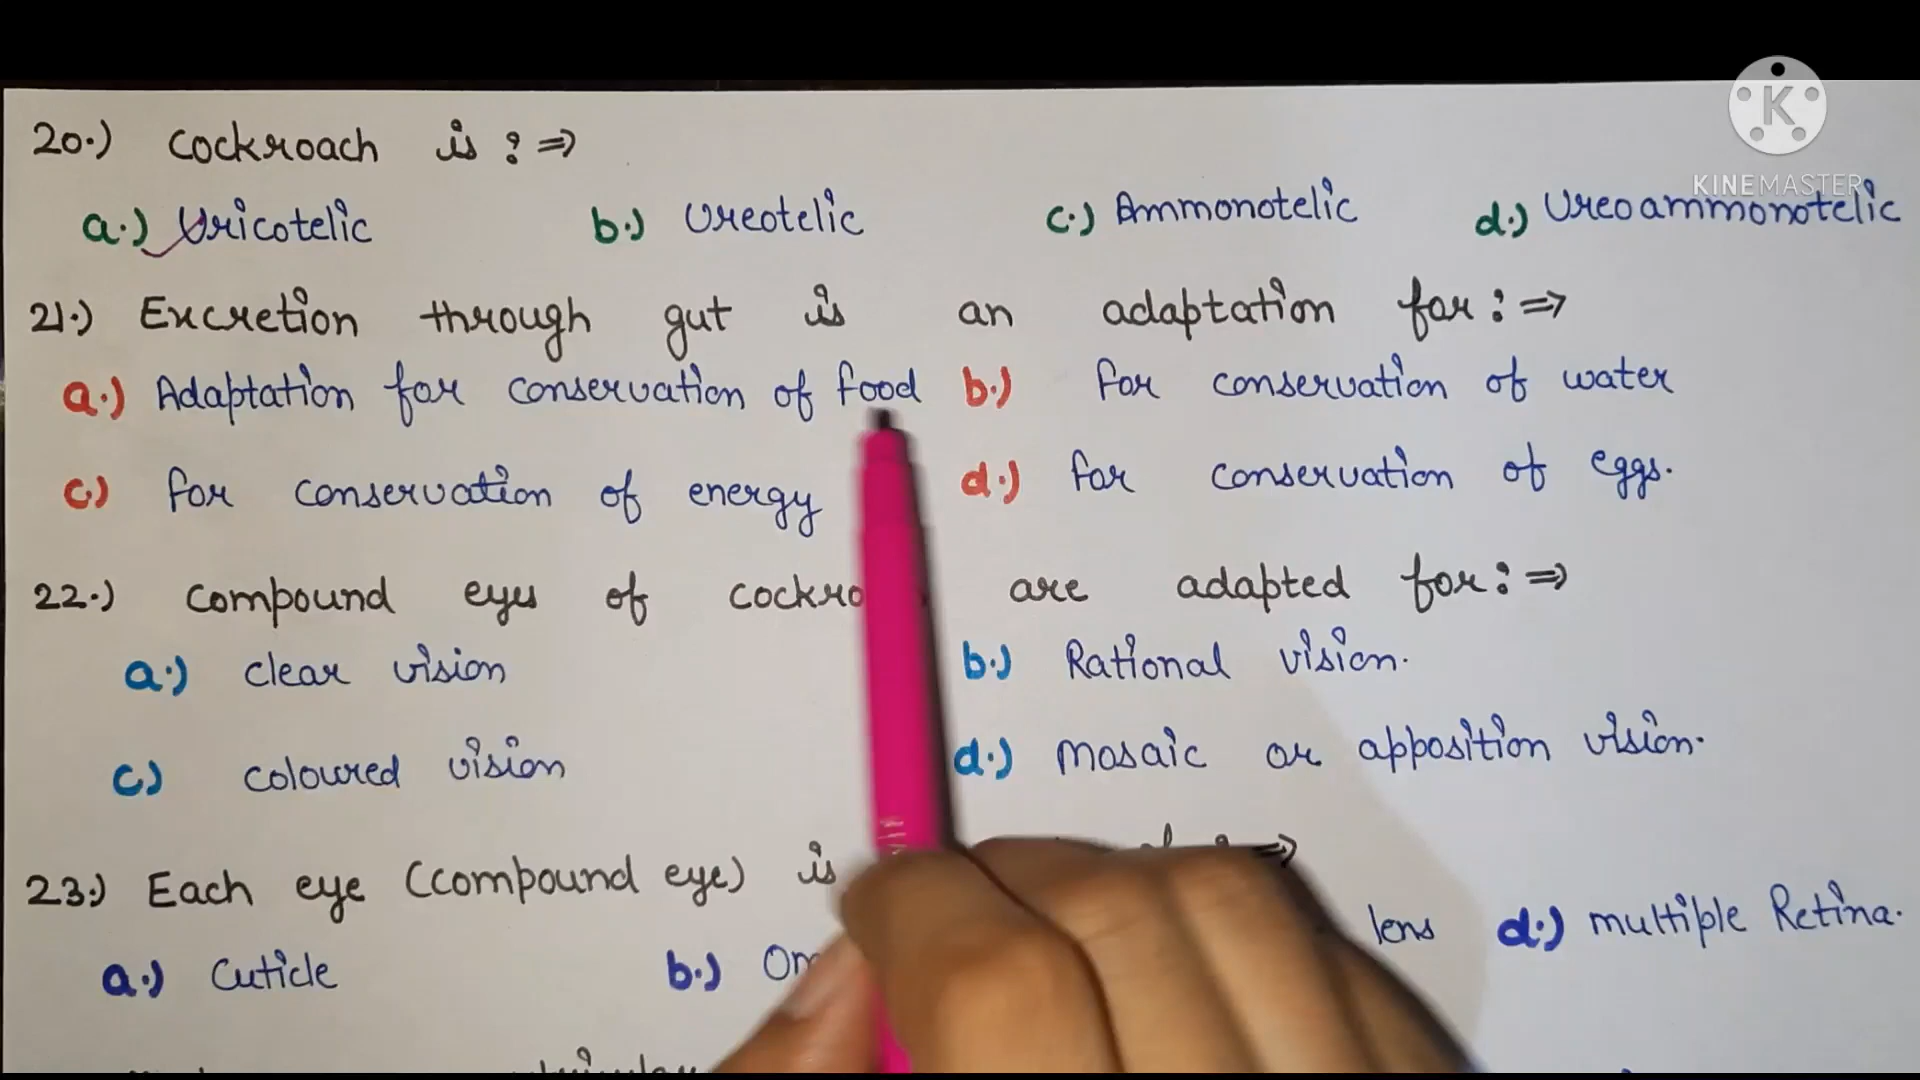 KINEMASTER
20.) Cockroach is :⇒
a.) Uricotelic b.) Ureotelic c.) Ammonotelic d.) Ureoammonotelic
21.) Excretion through gut is an adaptation for :⇒
a.) Adaptation for conservation of food b.) for conservation of water
c.) for conservation of energy d.) for conservation of eggs.
22.) Compound eyes of are adapted for :⇒
a.) clear vision b.) Rational vision.
c) coloured vision d.) Mosaic or apposition vision.
23.) Each eye (compound eye) is :⇒
a.) Cuticle b.) lens d.) multiple Retina.